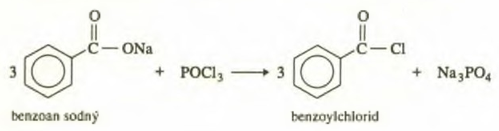 O O
3 C — ONa + POCl₃ ⟶ 3 C — Cl + Na₃PO₄
benzoan sodný benzoylchlorid